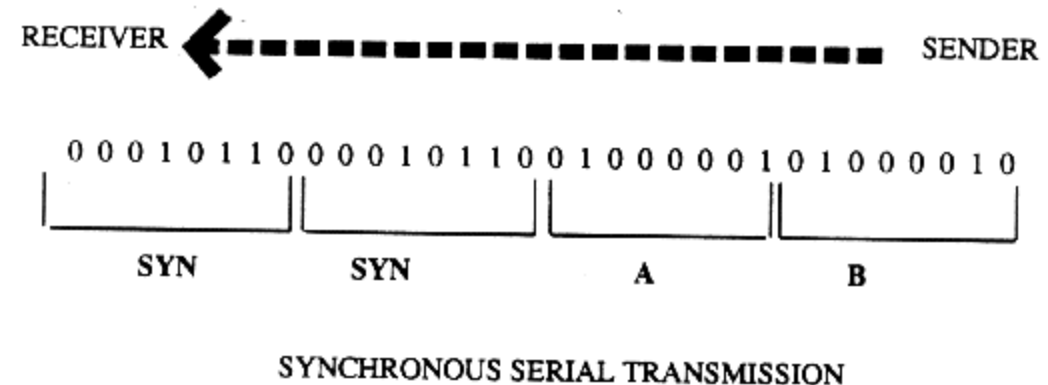 RECEIVER SENDER
0 0 0 1 0 1 1 0 0 0 0 1 0 1 1 0 0 1 0 0 0 0 0 1 0 1 0 0 0 0 1 0
SYN SYN A B
SYNCHRONOUS SERIAL TRANSMISSION